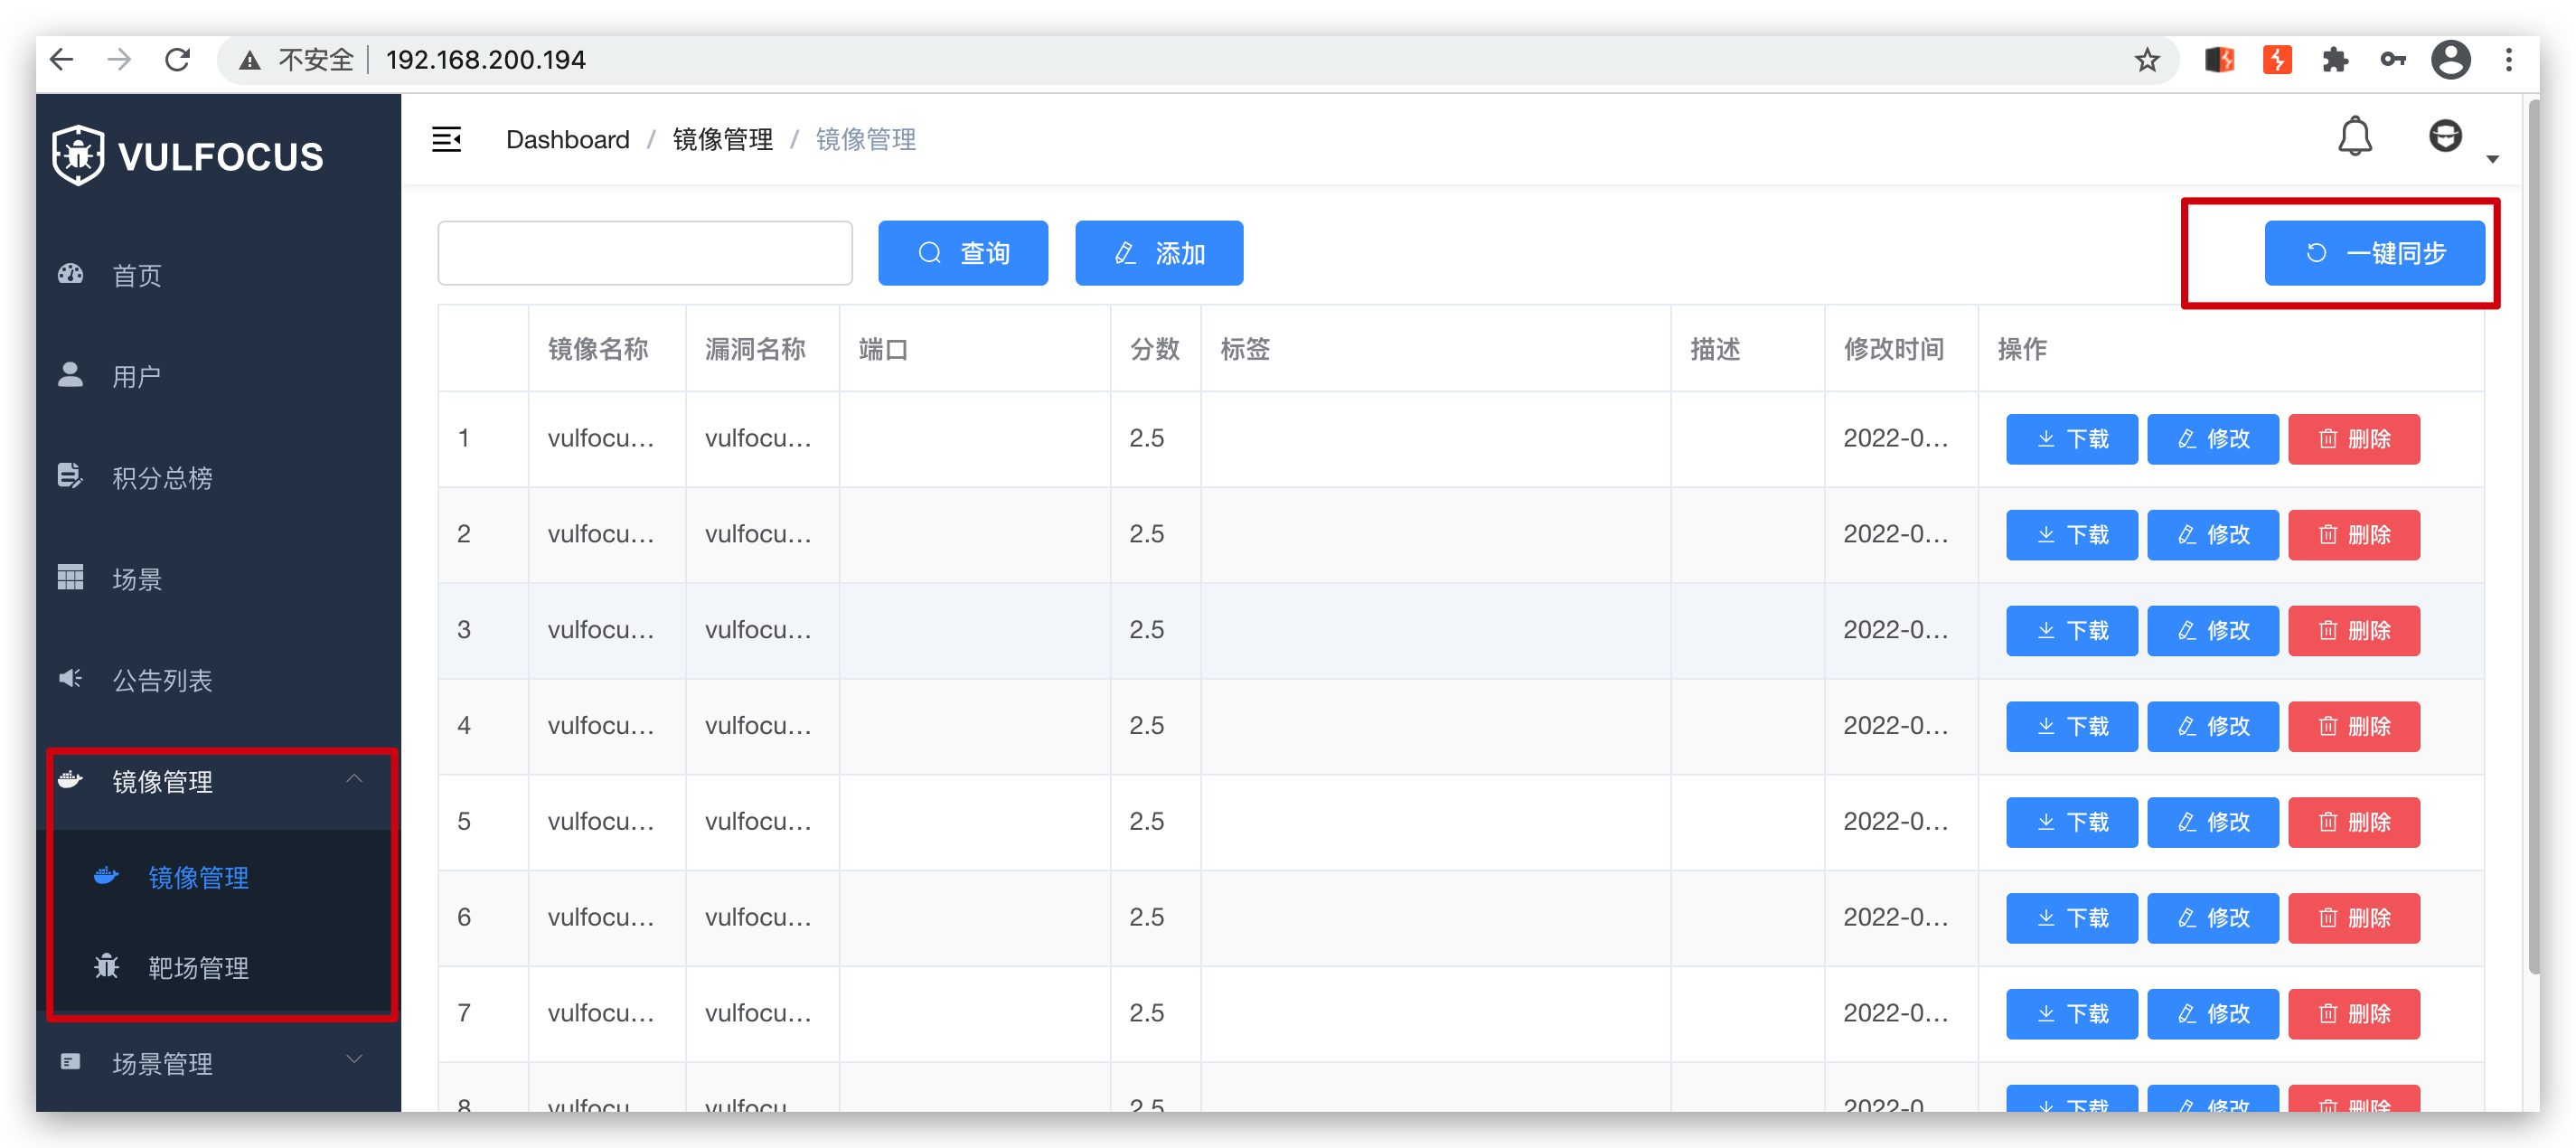 不安全 192.168.200.194
VULFOCUS
首页
用户
积分总榜
场景
公告列表
镜像管理
镜像管理
靶场管理
场景管理
Dashboard / 镜像管理 / 镜像管理
查询 添加 一键同步
镜像名称 漏洞名称 端口 分数 标签 描述 修改时间 操作
1 vulfocu... vulfocu... 2.5 2022-0... 下载 修改 删除
2 vulfocu... vulfocu... 2.5 2022-0... 下载 修改 删除
3 vulfocu... vulfocu... 2.5 2022-0... 下载 修改 删除
4 vulfocu... vulfocu... 2.5 2022-0... 下载 修改 删除
5 vulfocu... vulfocu... 2.5 2022-0... 下载 修改 删除
6 vulfocu... vulfocu... 2.5 2022-0... 下载 修改 删除
7 vulfocu... vulfocu... 2.5 2022-0... 下载 修改 删除
8 vulfocu... vulfocu... 2.5 2022-0... 下载 修改 删除